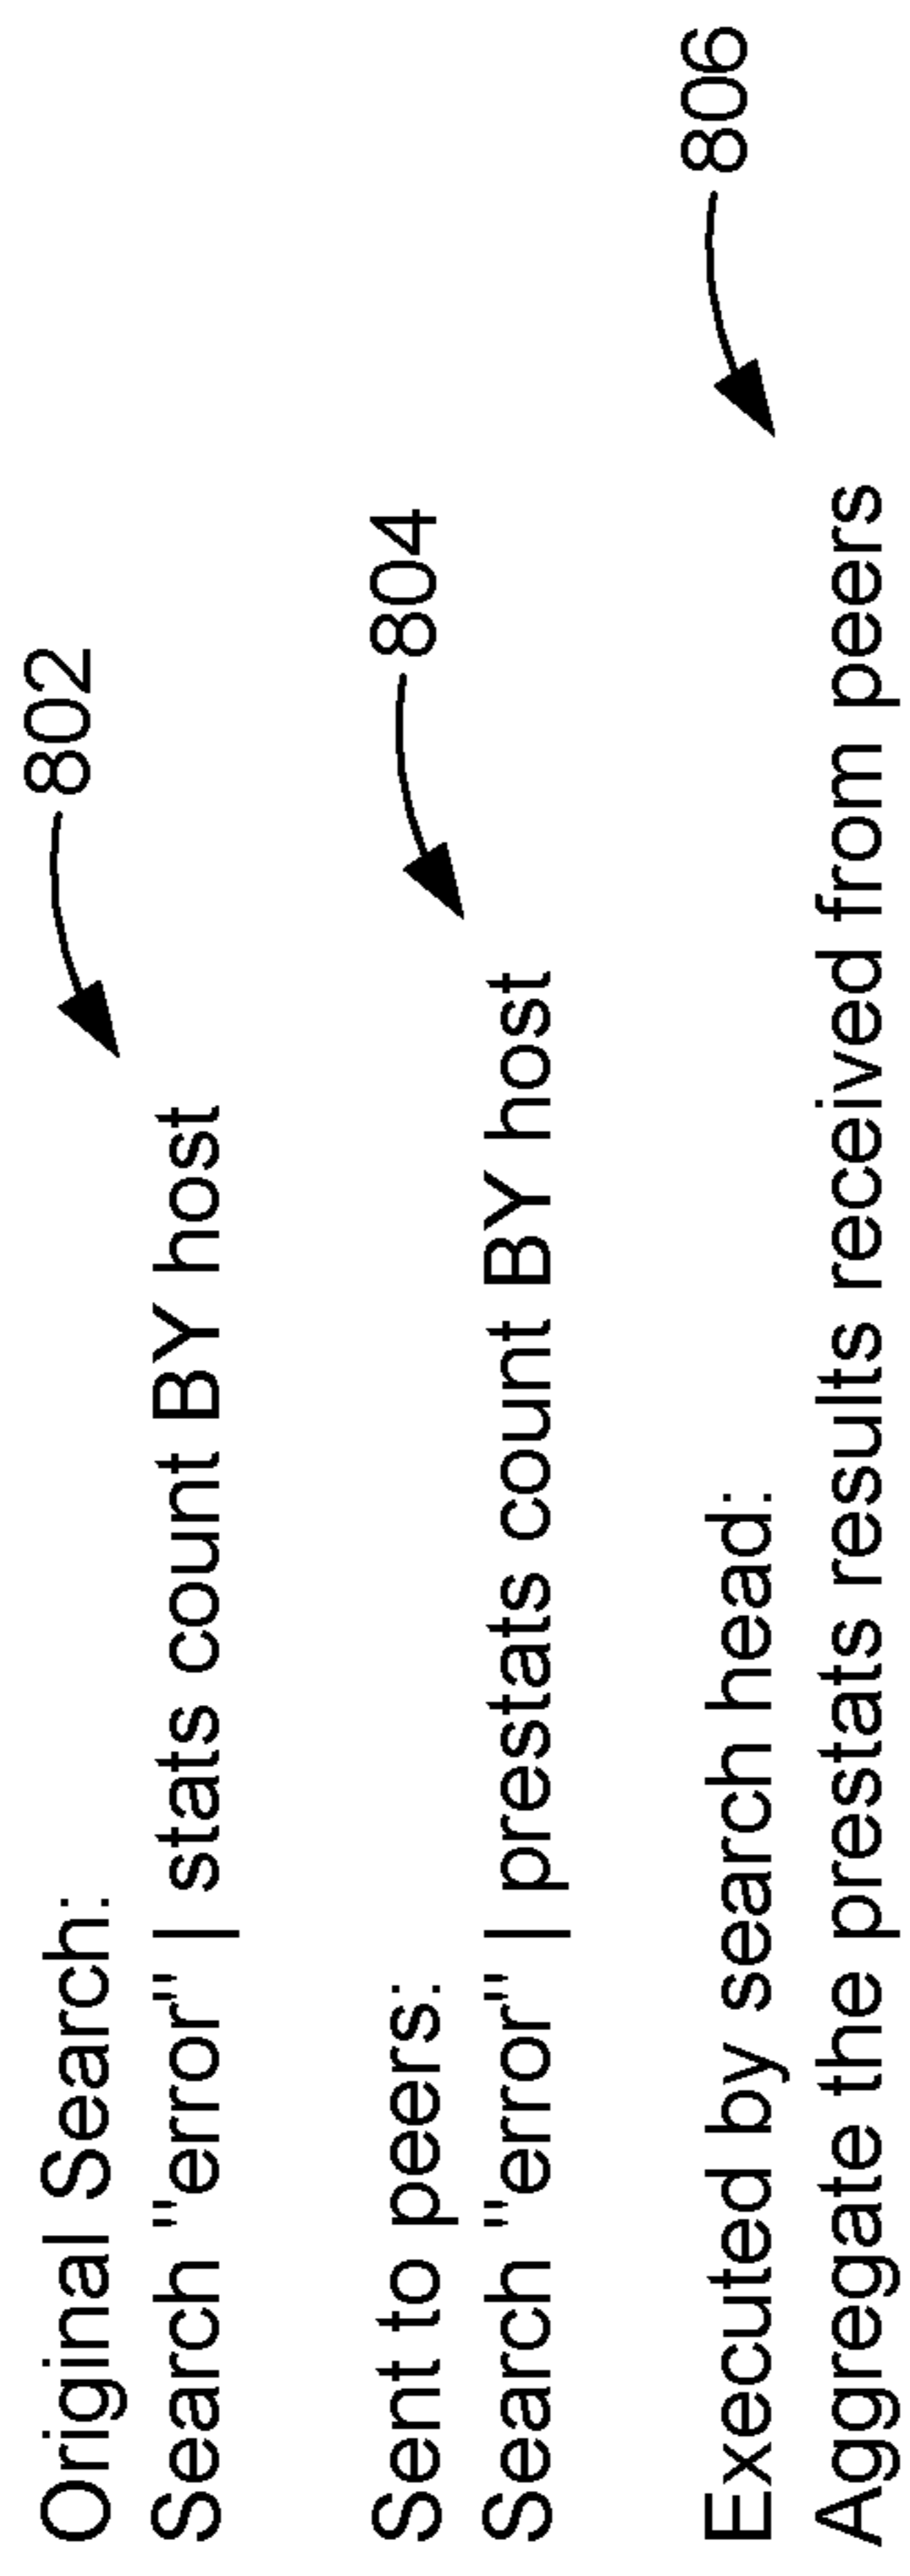 Original Search: 802
Search "error" | stats count BY host
Sent to peers: 804
Search "error" | prestats count BY host
Executed by search head: 806
Aggregate the prestats results received from peers